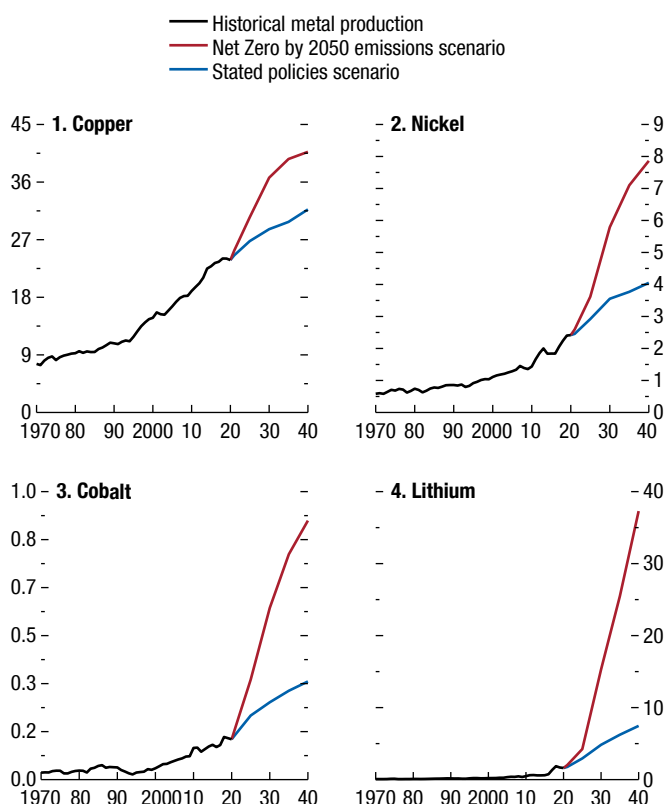 Historical metal production
Net Zero by 2050 emissions scenario
Stated policies scenario
1. Copper
45
36
27
18
9
0
1970 80 90 2000 10 20 30 40
2. Nickel
9
8
7
6
5
4
3
2
1
0
1970 80 90 2000 10 20 30 40
3. Cobalt
1.0
0.8
0.7
0.5
0.3
0.2
0.0
1970 80 90 2000 10 20 30 40
4. Lithium
40
30
20
10
0
1970 80 90 2000 10 20 30 40